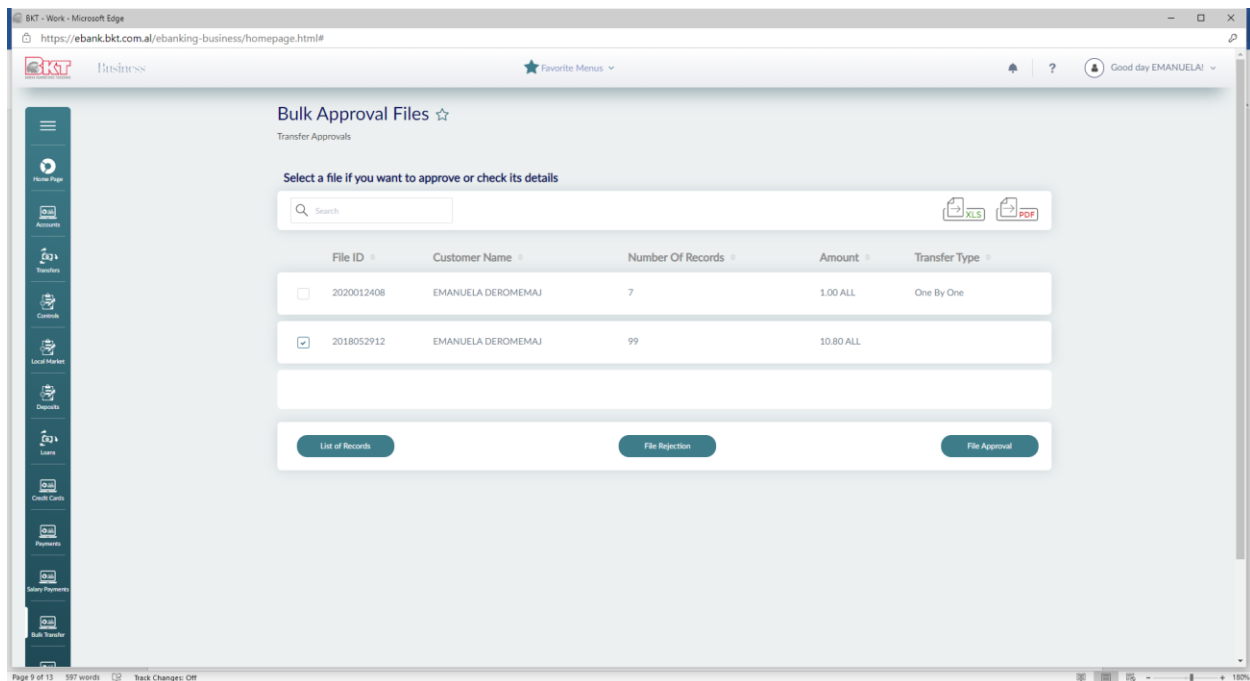 BKT - Work - Microsoft Edge
https://ebank.bkt.com.al/ebanking-business/homepage.html#
BKT Business Favorite Menus ? Good day EMANUELA!
Bulk Approval Files
Transfer Approvals
Select a file if you want to approve or check its details
Search XLS PDF
File ID Customer Name Number Of Records Amount Transfer Type
2020012408 EMANUELA DEROMEMAJ 7 1.00 ALL One By One
2018052912 EMANUELA DEROMEMAJ 99 10.80 ALL
List of Records File Rejection File Approval
Home Page
Accounts
Transfers
Controls
Local Market
Deposits
Loans
Credit Cards
Payments
Salary Payments
Bulk Transfer
Page 9 of 13 597 words Track Changes: Off 180%